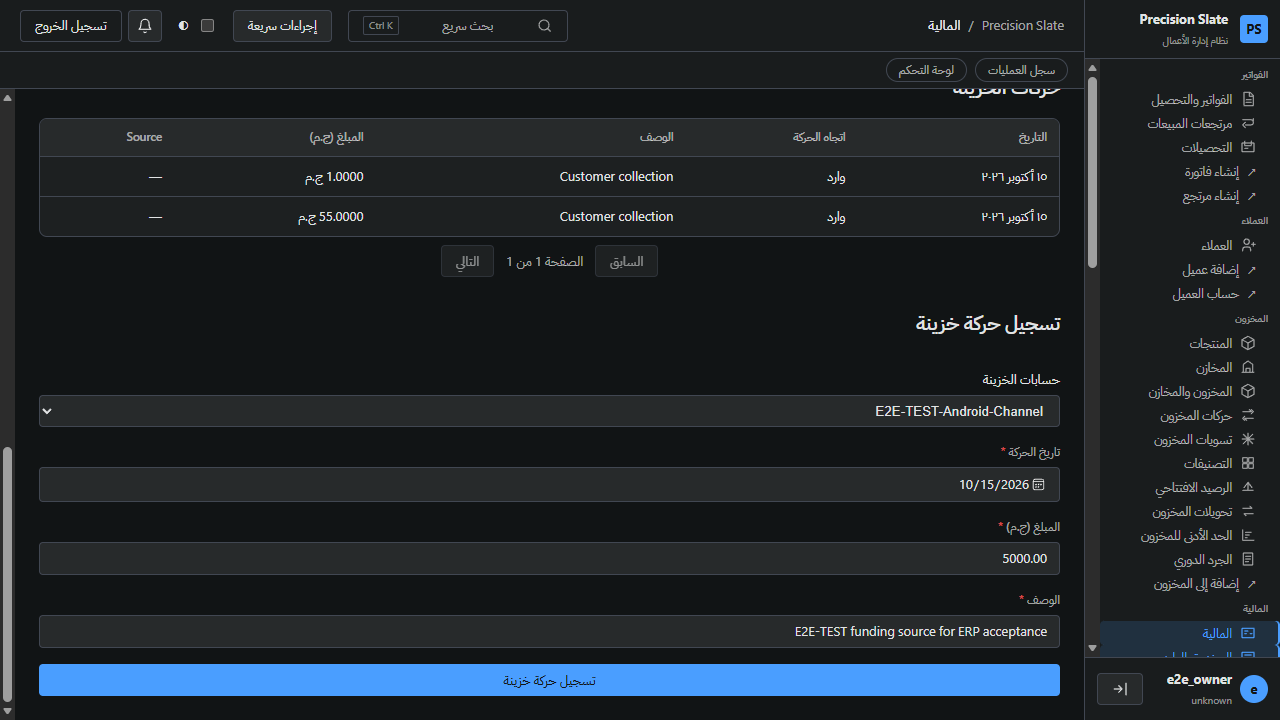 PS
Precision Slate
نظام إدارة الأعمال
Precision Slate / المالية
بحث سريع
Ctrl K
إجراءات سريعة
تسجيل الخروج
سجل العمليات
لوحة التحكم
الفواتير
الفواتير والتحصيل
مرتجعات المبيعات
التحصيلات
إنشاء فاتورة
إنشاء مرتجع
العملاء
العملاء
إضافة عميل
حساب العميل
المخزون
المنتجات
المخازن
المخزون والمخازن
حركات المخزون
تسويات المخزون
التصنيفات
الرصيد الافتتاحي
تحويلات المخزون
الحد الأدنى للمخزون
الجرد الدوري
إضافة إلى المخزون
المالية
المالية
e
e2e_owner
unknown
حركات الخزينة
التاريخ اتجاه الحركة الوصف المبلغ (ج.م) Source
١٥ أكتوبر ٢٠٢٦ وارد Customer collection 1.0000 ج.م —
١٥ أكتوبر ٢٠٢٦ وارد Customer collection 55.0000 ج.م —
السابق الصفحة 1 من 1 التالي
تسجيل حركة خزينة
حسابات الخزينة
E2E-TEST-Android-Channel
تاريخ الحركة *
10/15/2026
المبلغ (ج.م) *
5000.00
الوصف *
E2E-TEST funding source for ERP acceptance
تسجيل حركة خزينة